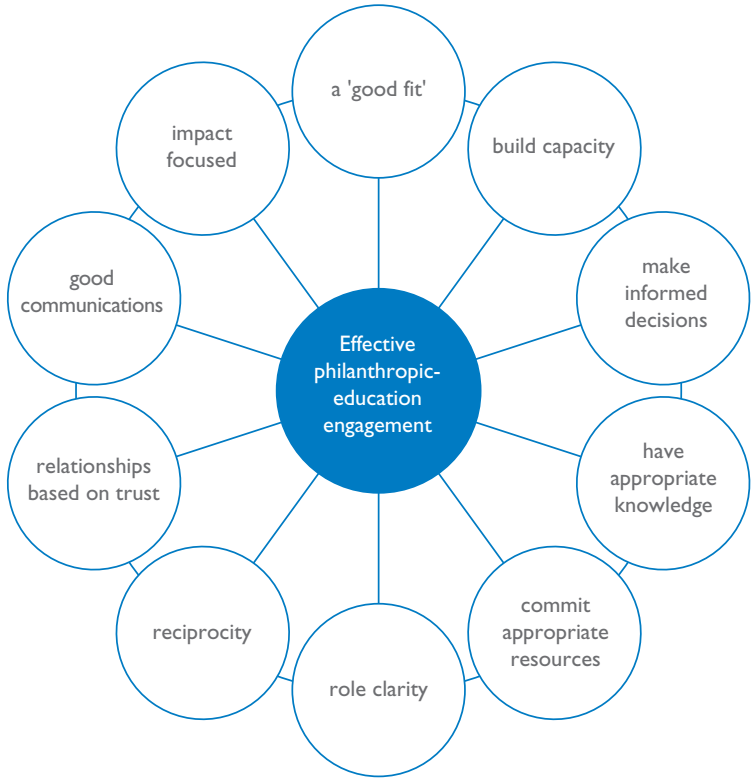 a 'good fit'
build capacity
make
informed
decisions
have
appropriate
knowledge
commit
appropriate
resources
role clarity
reciprocity
relationships
based on trust
good
communications
impact
focused
Effective
philanthropic-
education
engagement